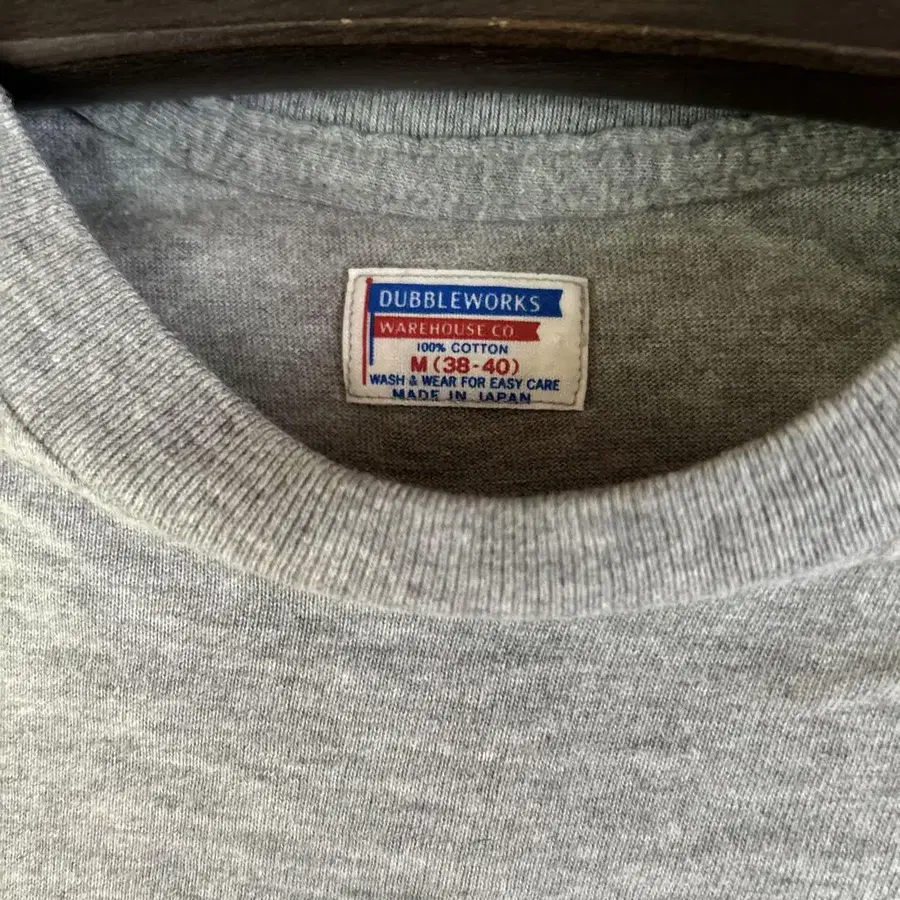 DUBBLEWORKS
WAREHOUSE CO
100% COTTON
M (38-40)
WASH & WEAR FOR EASY CARE
MADE IN JAPAN